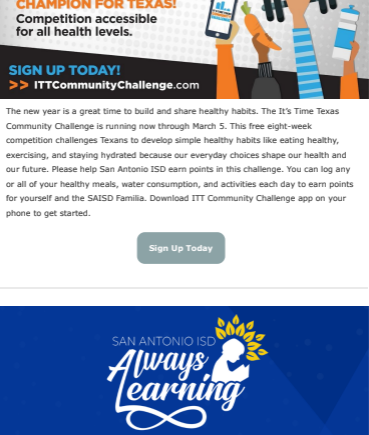 CHAMPION FOR TEXAS!
Competition accessible
for all health levels.
SIGN UP TODAY!
>> ITTCommunityChallenge.com
The new year is a great time to build and share healthy habits. The It's Time Texas
Community Challenge is running now through March 5. This free eight-week
competition challenges Texans to develop simple healthy habits like eating healthy,
exercising, and staying hydrated because our everyday choices shape our health and
our future. Please help San Antonio ISD earn points in this challenge. You can log any
or all of your healthy meals, water consumption, and activities each day to earn points
for yourself and the SAISD Familia. Download ITT Community Challenge app on your
phone to get started.
Sign Up Today
SAN ANTONIO ISD
Always
Learning